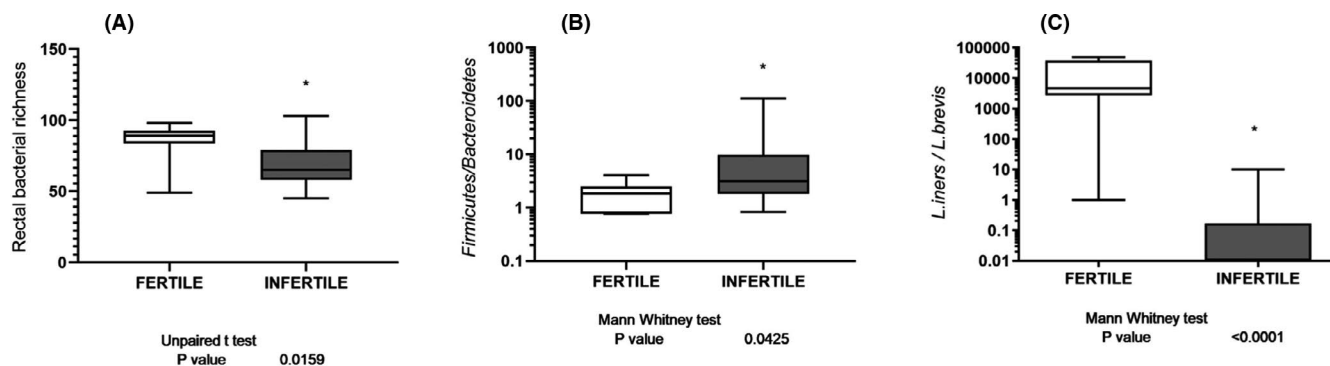 (A)
Rectal bacterial richness
150
100
50
0
*
FERTILE INFERTILE
Unpaired t test
P value 0.0159
(B)
Firmicutes/Bacteroidetes
1000
100
10
1
0.1
*
FERTILE INFERTILE
Mann Whitney test
P value 0.0425
(C)
L.iners / L.brevis
100000
10000
1000
100
10
1
0.1
0.01
*
FERTILE INFERTILE
Mann Whitney test
P value <0.0001